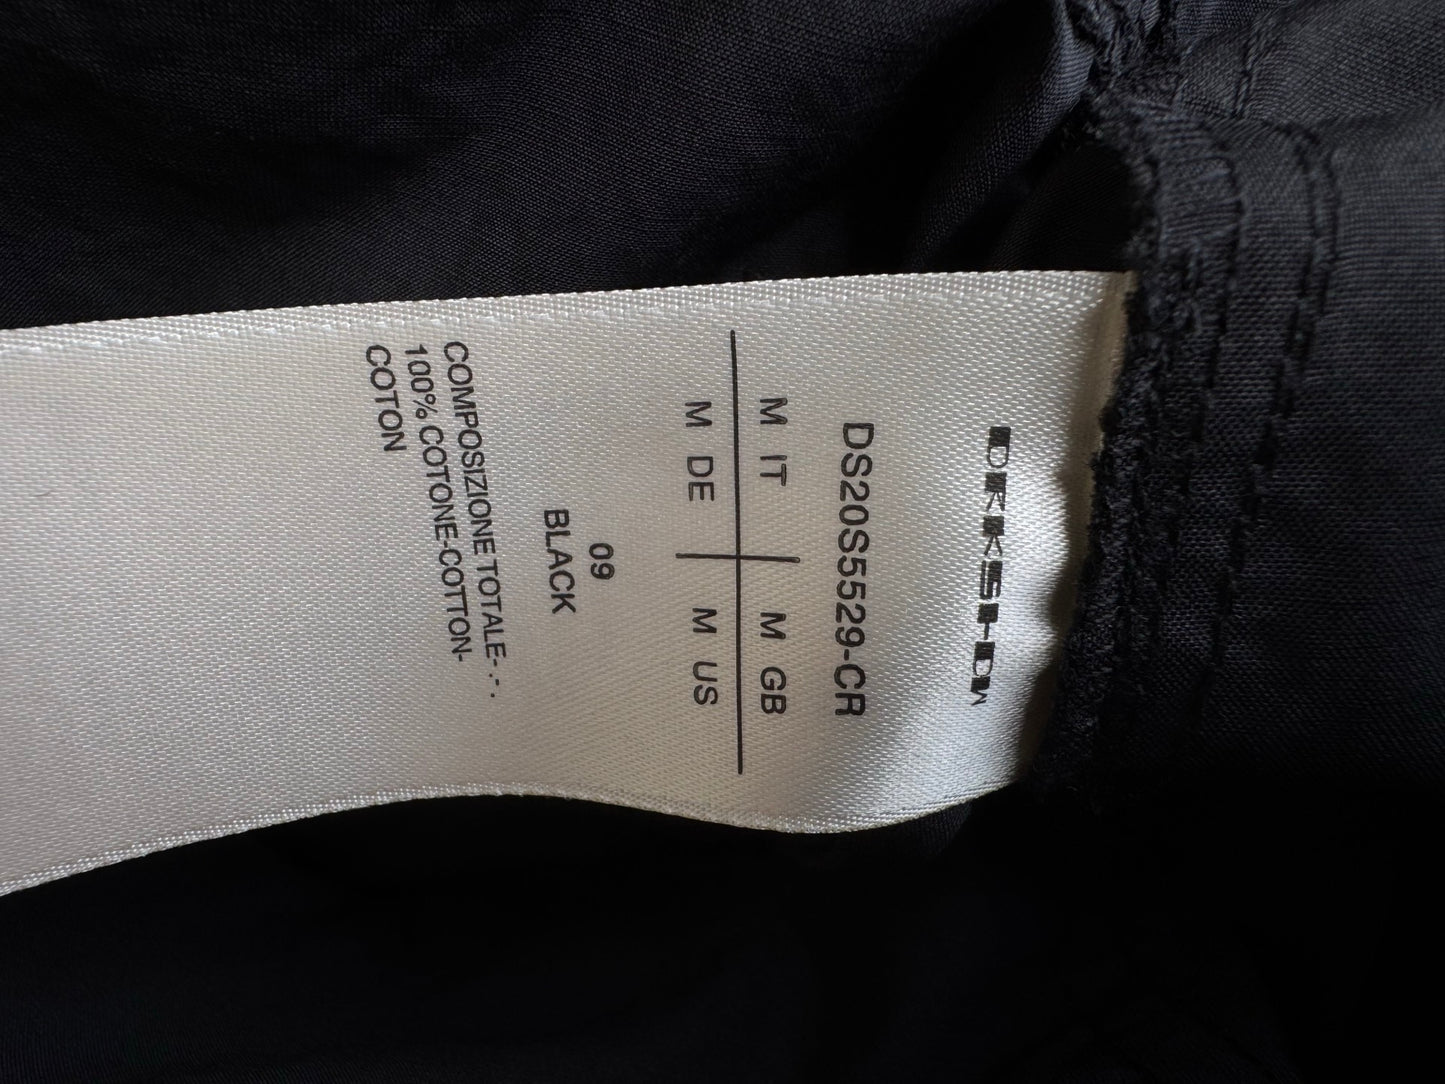 DRKSHDW
DS20S5529-CR
M IT M GB
M DE M US
09
BLACK
COMPOSIZIONE TOTALE-.-.
100% COTONE-COTTON-
COTON